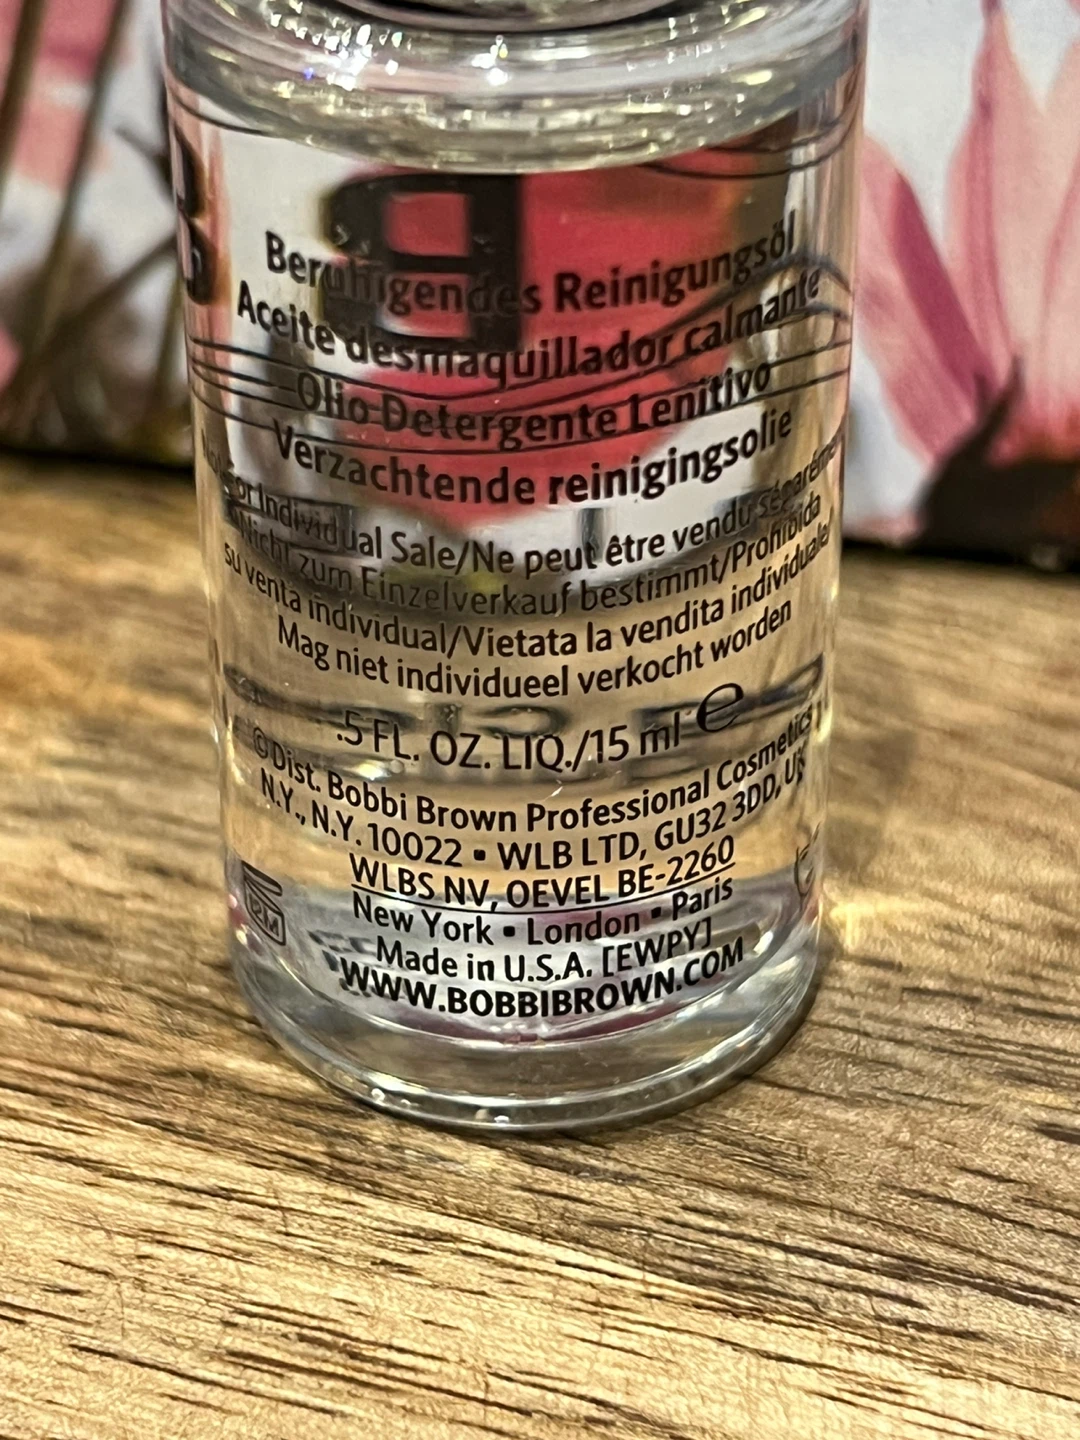 Beruhigendes Reinigungsöl
Aceite desmaquillador calmante
Olio Detergente Lenitivo
Verzachtende reinigingsolie
for Individual Sale/Ne peut être vendu séparément
Nicht zum Einzelverkauf bestimmt/Prohibida
su venta individual/Vietata la vendita individuale/
Mag niet individueel verkocht worden
.5 FL. OZ. LIQ./15 ml e
©Dist. Bobbi Brown Professional Cosmetics
N.Y., N.Y. 10022 ▪ WLB LTD, GU32 3DD, UK
WLBS NV, OEVEL BE-2260
New York ▪ London ▪ Paris
Made in U.S.A. [EWPY]
WWW.BOBBIBROWN.COM